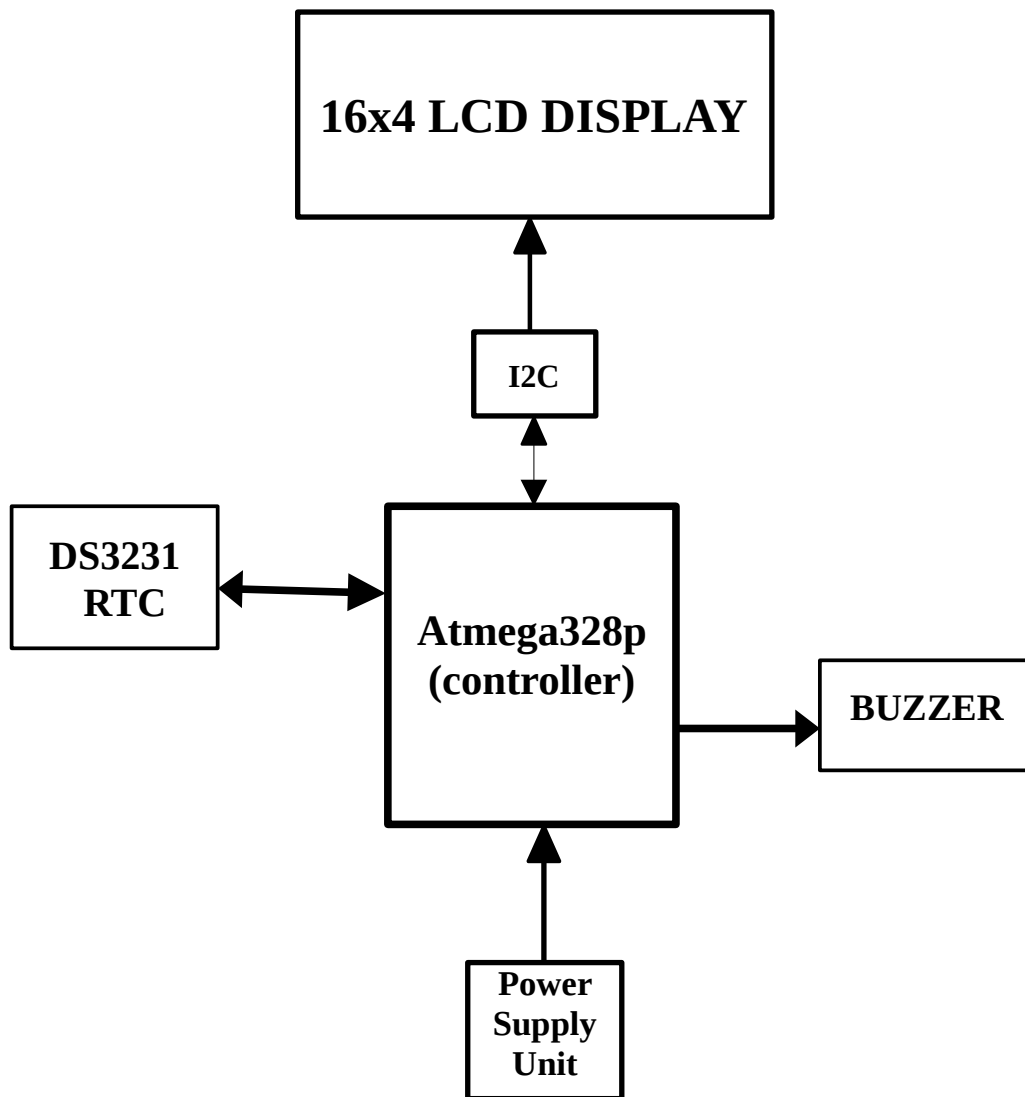 16x4 LCD DISPLAY
I2C
DS3231
RTC
Atmega328p
(controller)
BUZZER
Power
Supply
Unit